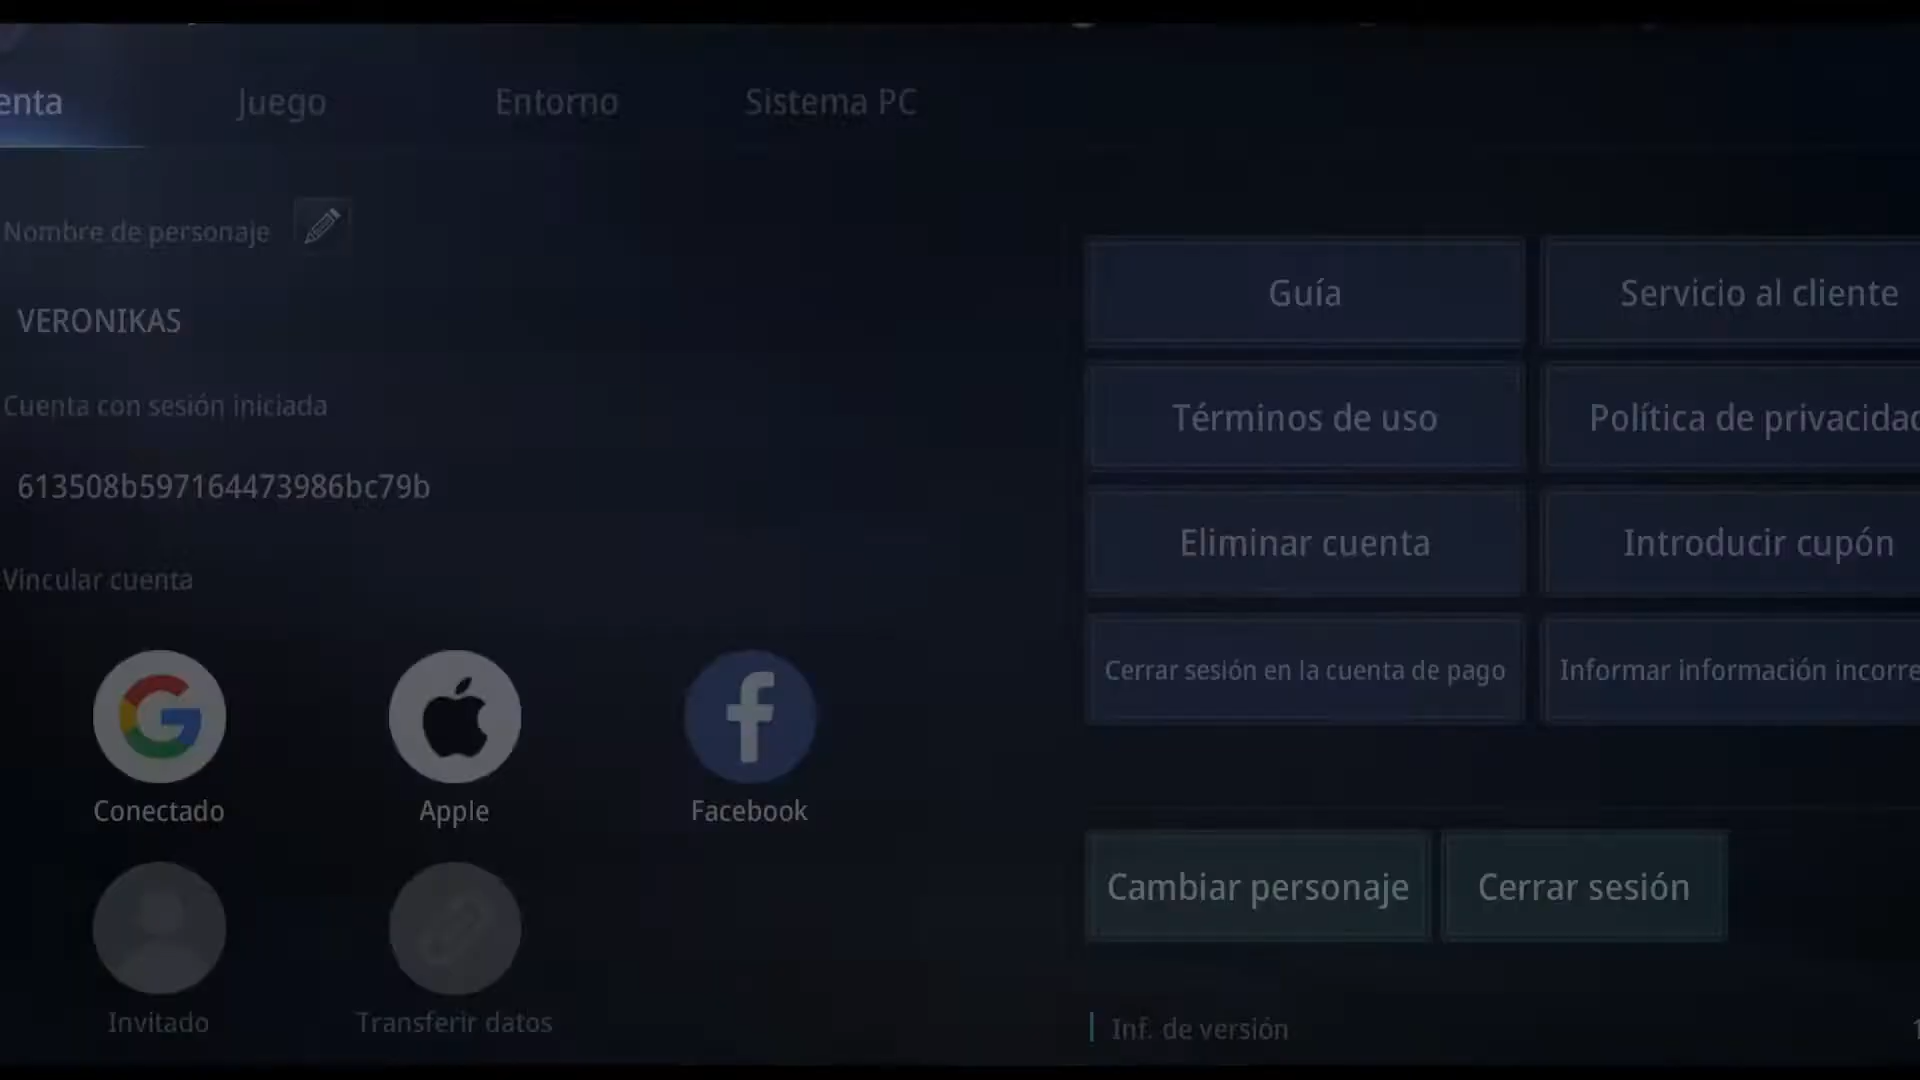 enta Juego Entorno Sistema PC
Nombre de personaje
VERONIKAS
Cuenta con sesión iniciada
613508b597164473986bc79b
Vincular cuenta
Conectado Apple Facebook
Invitado Transferir datos
Guía Servicio al cliente
Términos de uso Política de privacidad
Eliminar cuenta Introducir cupón
Cerrar sesión en la cuenta de pago Informar información incorre
Cambiar personaje Cerrar sesión
Inf. de versión 1